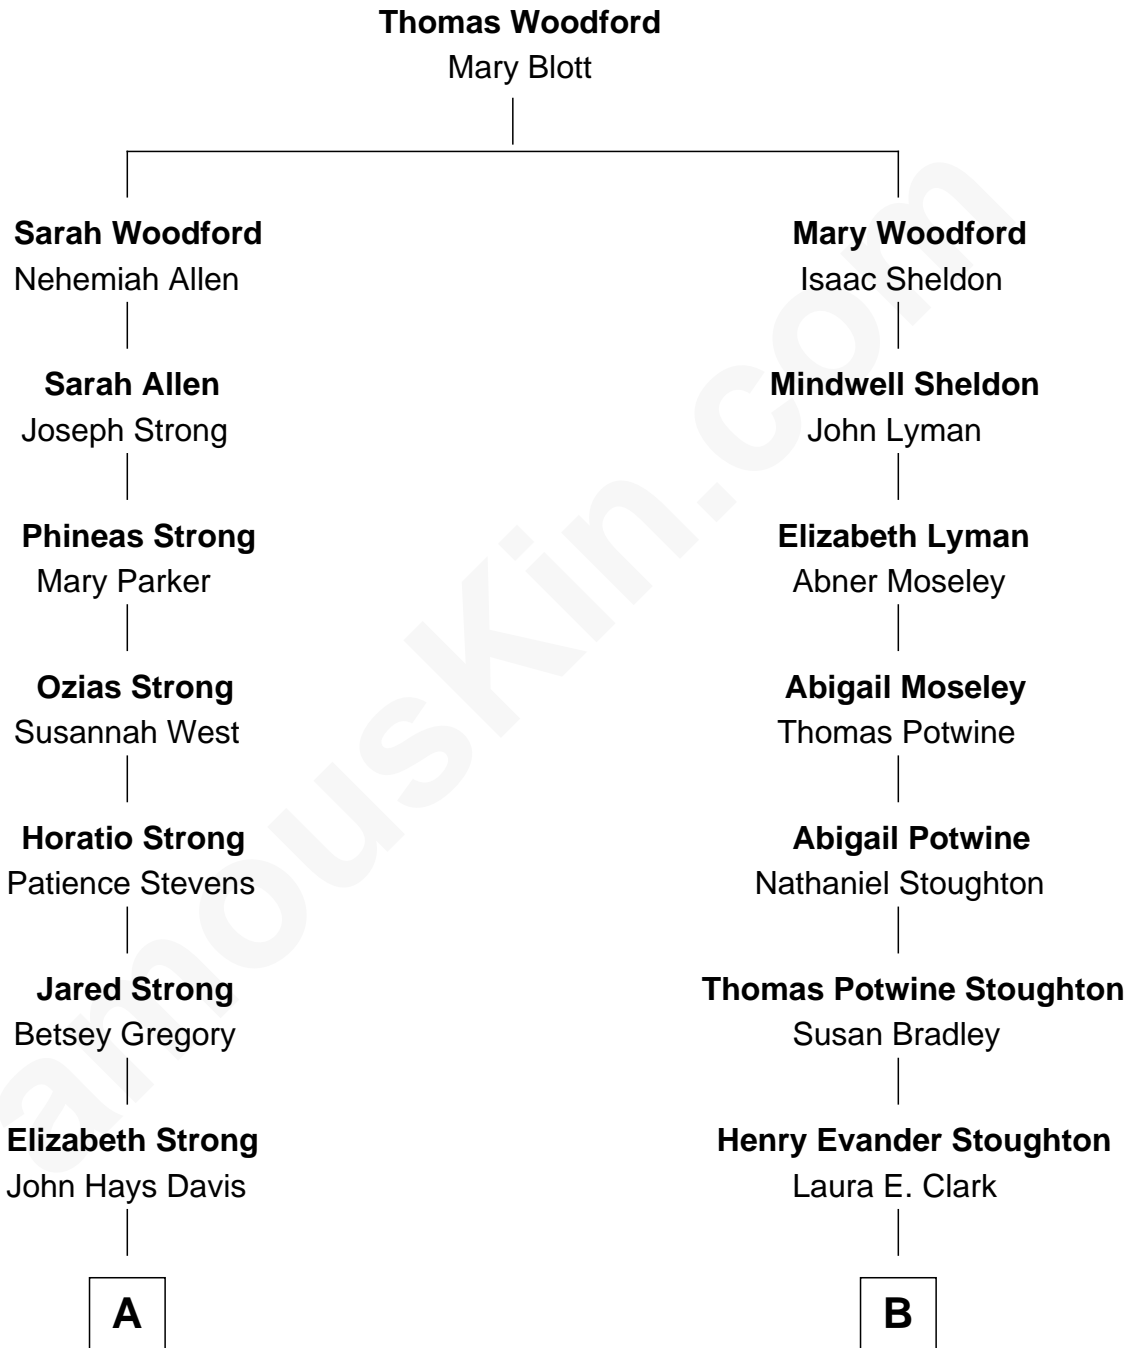 Thomas Woodford
Mary Blott
Sarah Woodford
Nehemiah Allen
Mary Woodford
Isaac Sheldon
Sarah Allen
Joseph Strong
Mindwell Sheldon
John Lyman
Phineas Strong
Mary Parker
Elizabeth Lyman
Abner Moseley
Ozias Strong
Susannah West
Abigail Moseley
Thomas Potwine
Horatio Strong
Patience Stevens
Abigail Potwine
Nathaniel Stoughton
Jared Strong
Betsey Gregory
Thomas Potwine Stoughton
Susan Bradley
Elizabeth Strong
John Hays Davis
Henry Evander Stoughton
Laura E. Clark
A
B
amouskin.com